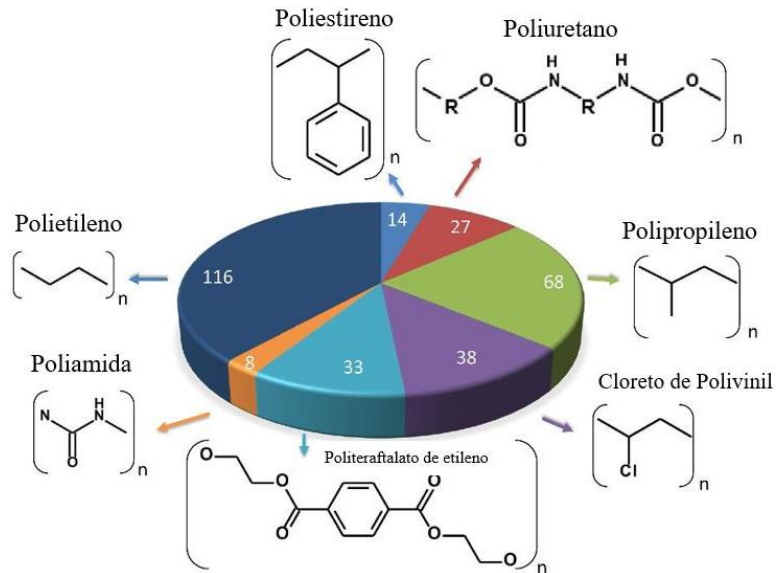 Poliestireno
Poliuretano
n
O
H
N
H
N
O
R
O
R
O
n
Polietileno
n
14
27
116
68
8
33
38
Polipropileno
n
Poliamida
N
H
N
O
n
Cloreto de Polivinil
Cl
n
Politeraftalato de etileno
O
O
O
O
O
O
n